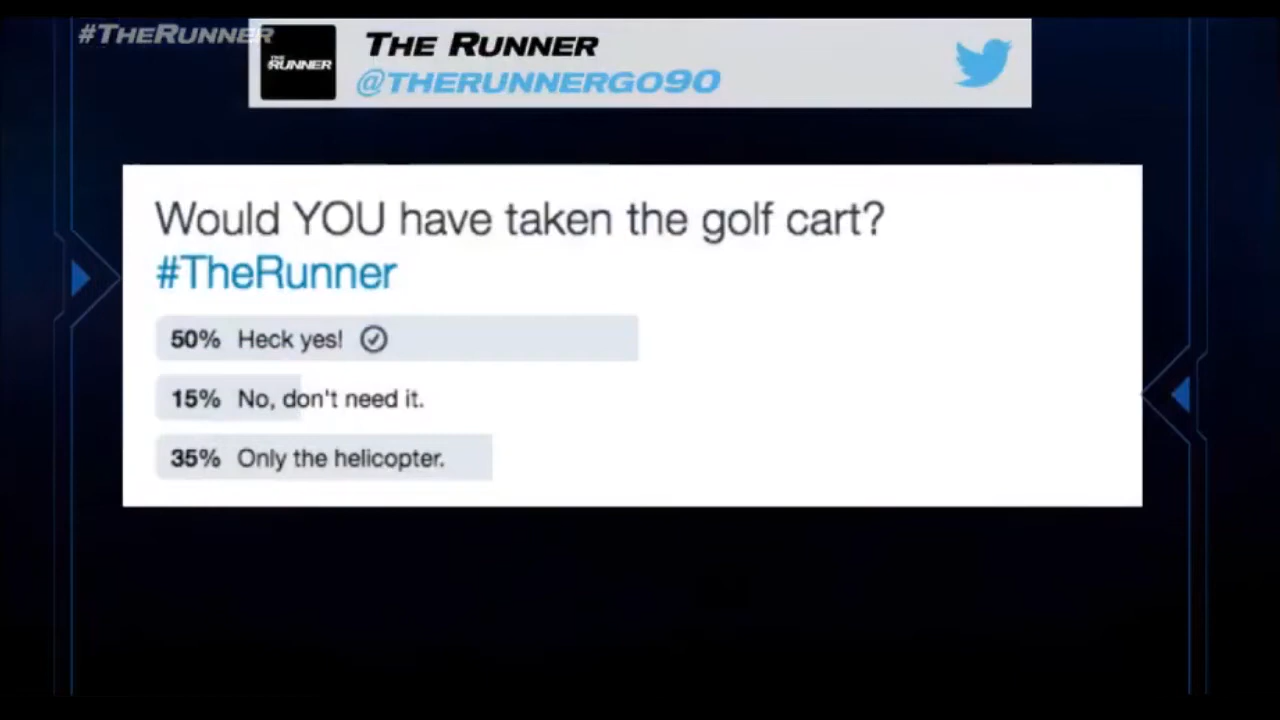 #THERUNNER
THE RUNNER
THE RUNNER
@THERUNNERGO90
Would YOU have taken the golf cart?
#TheRunner
50% Heck yes!
15% No, don't need it.
35% Only the helicopter.